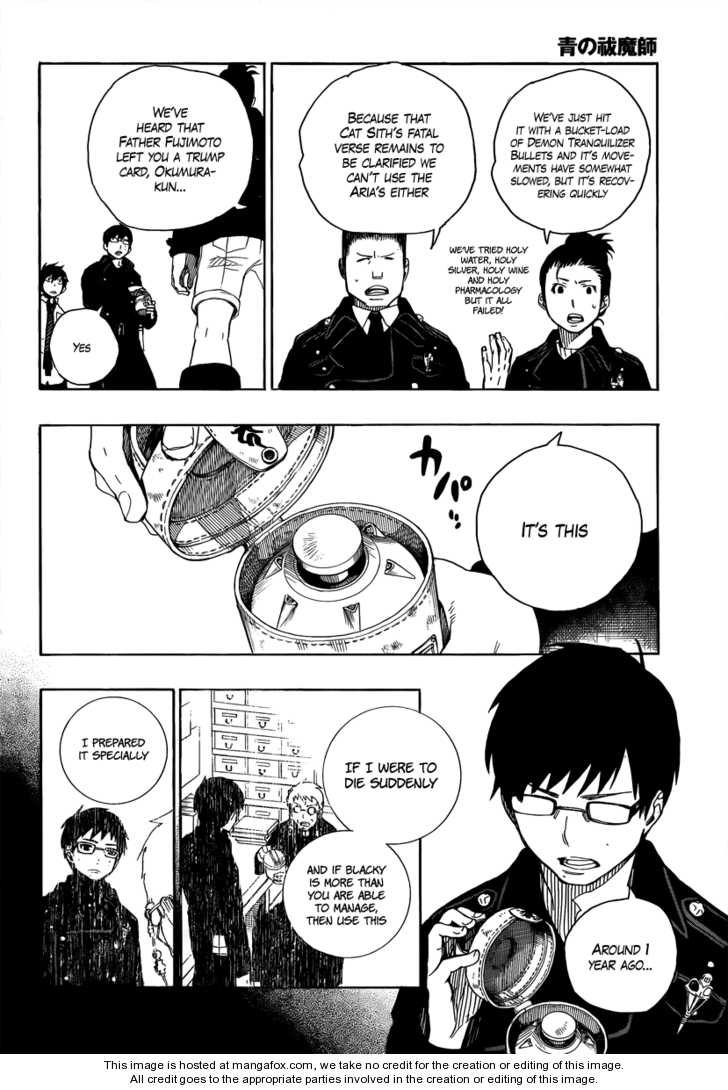 青の祓魔師
WE'VE JUST HIT
IT WITH A BUCKET-LOAD
OF DEMON TRANQUILIZER
BULLETS AND IT'S MOVE-
MENTS HAVE SOMEWHAT
SLOWED, BUT IT'S RECOV-
ERING QUICKLY
WE'VE TRIED HOLY
WATER, HOLY
SILVER, HOLY WINE
AND HOLY
PHARMACOLOGY
BUT IT ALL
FAILED!
BECAUSE THAT
CAT SITH'S FATAL
VERSE REMAINS TO
BE CLARIFIED WE
CAN'T USE THE
ARIA'S EITHER
WE'VE
HEARD THAT
FATHER FUJIMOTO
LEFT YOU A TRUMP
CARD, OKUMURA-
KUN...
YES
IT'S THIS
カパッ
AROUND 1
YEAR AGO...
IF I WERE TO
DIE SUDDENLY
AND IF BLACKY
IS MORE THAN
YOU ARE ABLE
TO MANAGE,
THEN USE THIS
I PREPARED
IT SPECIALLY
This image is hosted at mangafox.com, we take no credit for the creation or editing of this image.
All credit goes to the appropriate parties involved in the creation or editing of this image.